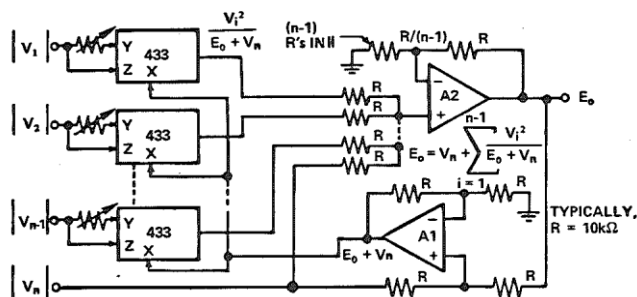 |V₁|
Y
433
Z
X
Vᵢ²
E₀ + Vₙ
(n-1)
R's IN ||
R/(n-1)
R
A2
−
+
E₀
|V₂|
Y
433
Z
X
R
R
R
R
n-1
E₀ = Vₙ + ∑ Vᵢ² / E₀ + Vₙ
i = 1
|Vₙ₋₁|
Y
433
Z
X
R
R
−
A1
+
E₀ + Vₙ
TYPICALLY,
R = 10kΩ
|Vₙ|
R
R